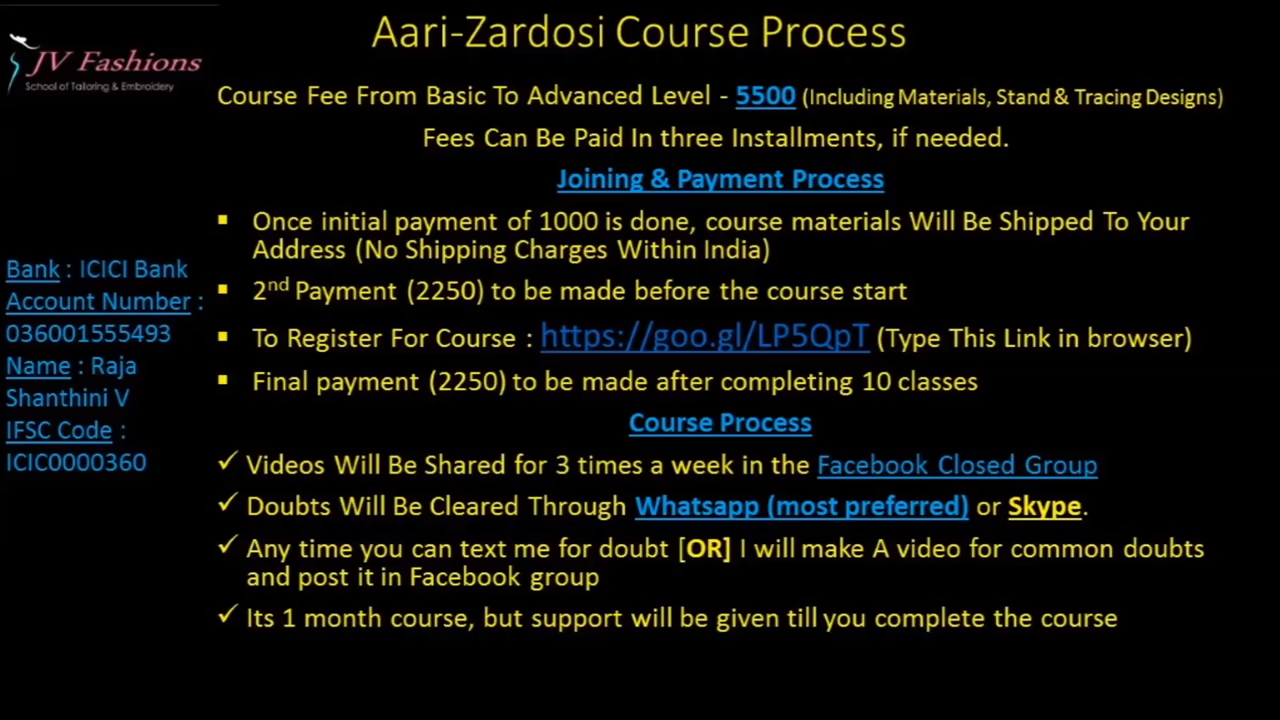 JV Fashions
School of Tailoring & Embroidery
Aari-Zardosi Course Process
Course Fee From Basic To Advanced Level - 5500 (Including Materials, Stand & Tracing Designs)
Fees Can Be Paid In three Installments, if needed.
Joining & Payment Process
▪ Once initial payment of 1000 is done, course materials Will Be Shipped To Your
Address (No Shipping Charges Within India)
▪ 2nd Payment (2250) to be made before the course start
▪ To Register For Course : https://goo.gl/LP5QpT (Type This Link in browser)
▪ Final payment (2250) to be made after completing 10 classes
Bank : ICICI Bank
Account Number :
036001555493
Name : Raja
Shanthini V
IFSC Code :
ICIC0000360
Course Process
✓ Videos Will Be Shared for 3 times a week in the Facebook Closed Group
✓ Doubts Will Be Cleared Through Whatsapp (most preferred) or Skype.
✓ Any time you can text me for doubt [OR] I will make A video for common doubts
and post it in Facebook group
✓ Its 1 month course, but support will be given till you complete the course